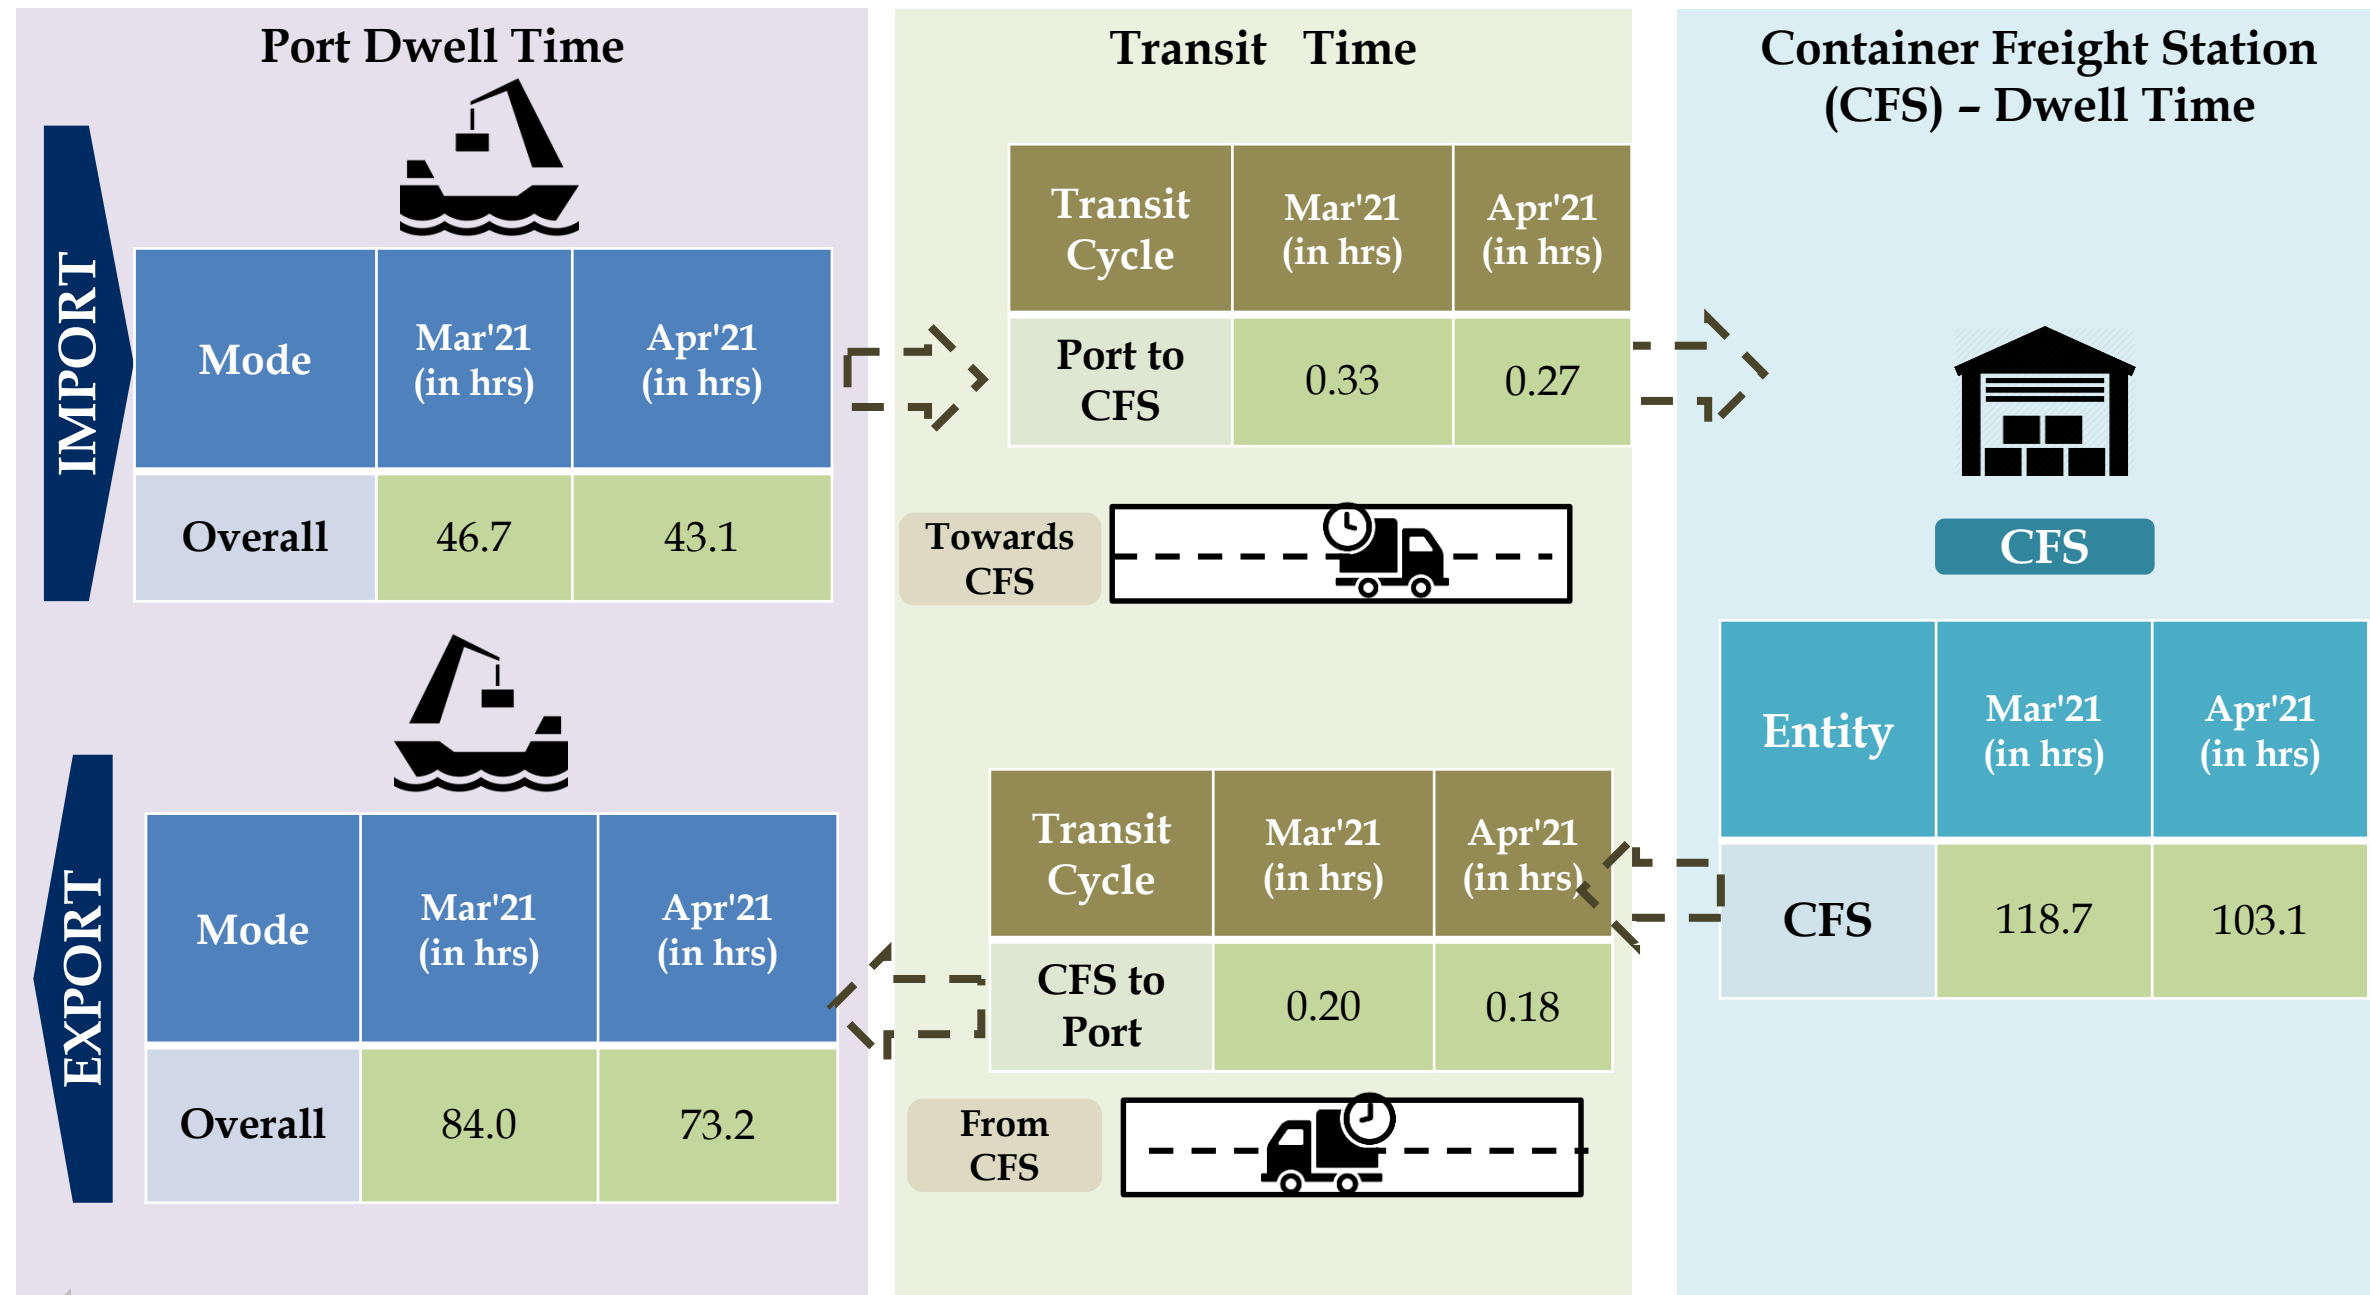 Port Dwell Time
IMPORT
Mode
Mar'21
(in hrs)
Apr'21
(in hrs)
Overall
46.7
43.1
EXPORT
Mode
Mar'21
(in hrs)
Apr'21
(in hrs)
Overall
84.0
73.2
Transit Time
Transit
Cycle
Mar'21
(in hrs)
Apr'21
(in hrs)
Port to
CFS
0.33
0.27
Towards
CFS
Transit
Cycle
Mar'21
(in hrs)
Apr'21
(in hrs)
CFS to
Port
0.20
0.18
From
CFS
Container Freight Station
(CFS) – Dwell Time
CFS
Entity
Mar'21
(in hrs)
Apr'21
(in hrs)
CFS
118.7
103.1